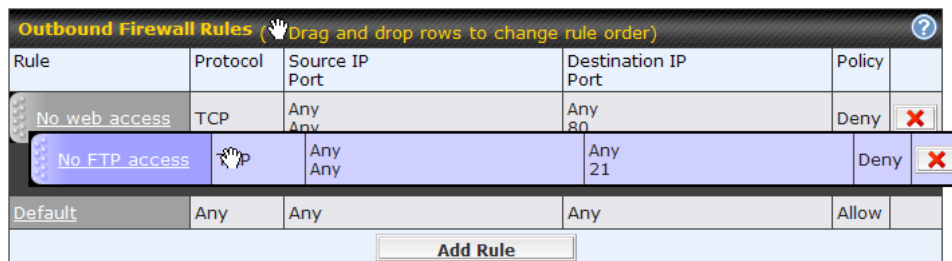 Outbound Firewall Rules (Drag and drop rows to change rule order)
Rule Protocol Source IP Port Destination IP Port Policy
No web access TCP Any Any Any 80 Deny
No FTP access Any Any Any 21 Deny
Default Any Any Any Allow
Add Rule